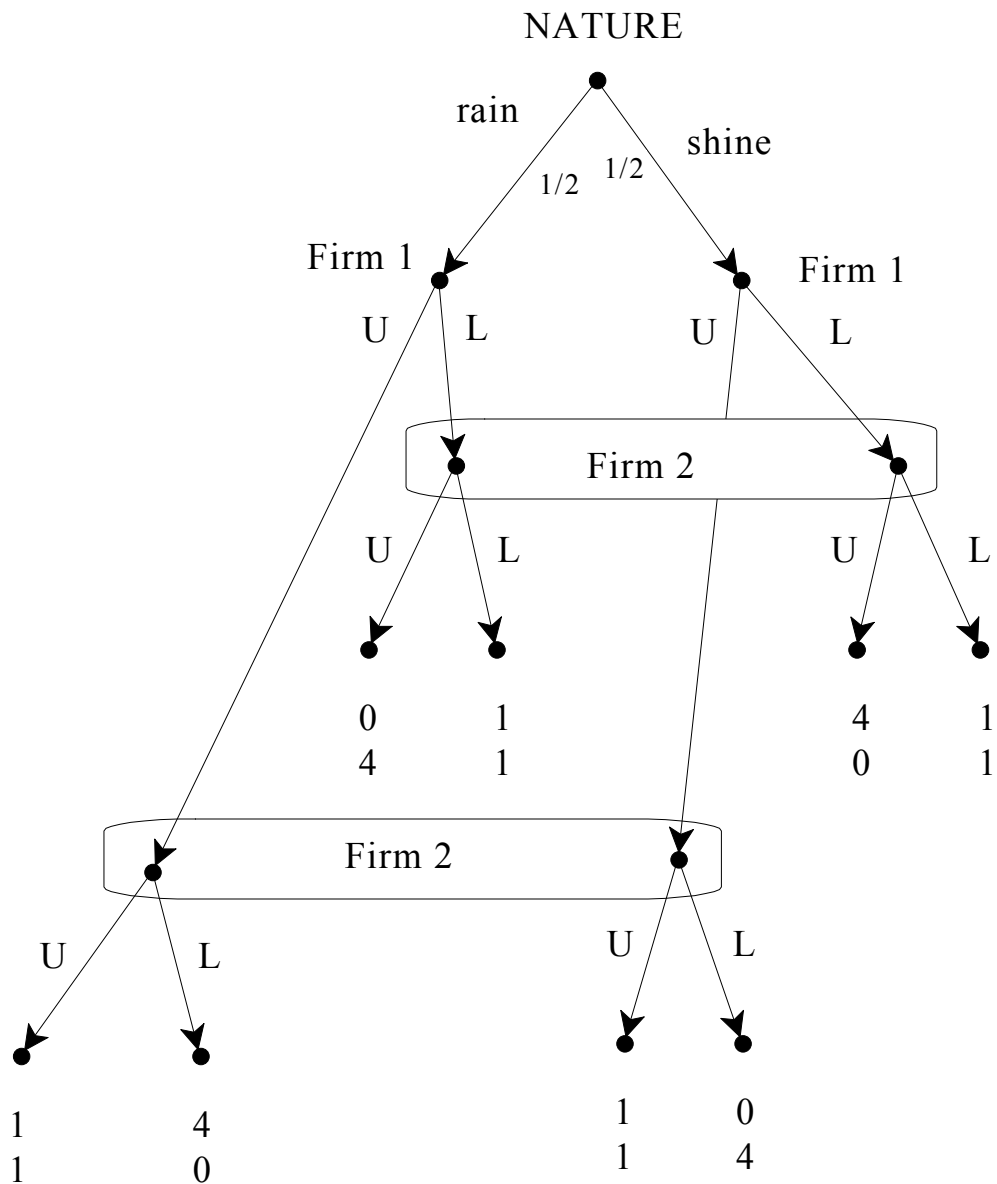 NATURE
rain
shine
1/2 1/2
Firm 1
Firm 1
U L U L
Firm 2
U L U L
0 1 4 1
4 1 0 1
Firm 2
U L U L
1 4 1 0
1 0 1 4